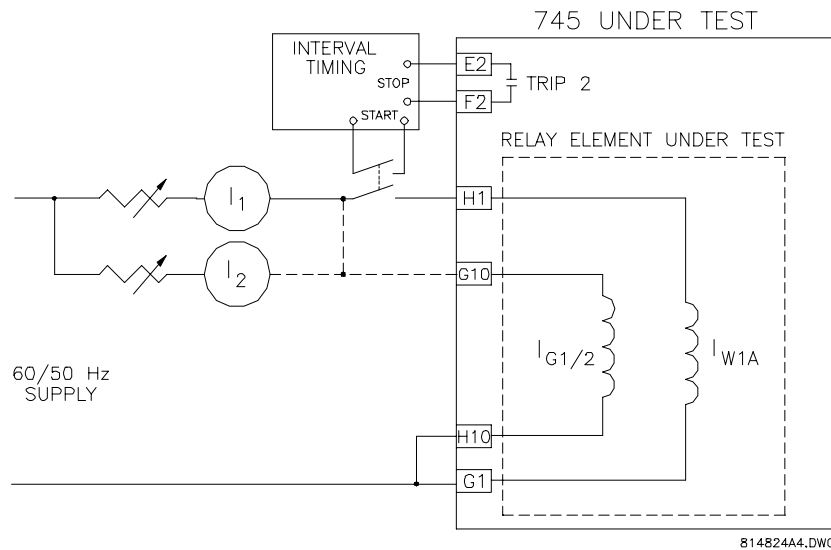 745 UNDER TEST
INTERVAL
TIMING
STOP
START
E2
F2
TRIP 2
RELAY ELEMENT UNDER TEST
I1
H1
I2
G10
IG1/2
IW1A
60/50 Hz
SUPPLY
H10
G1
814824A4.DWG